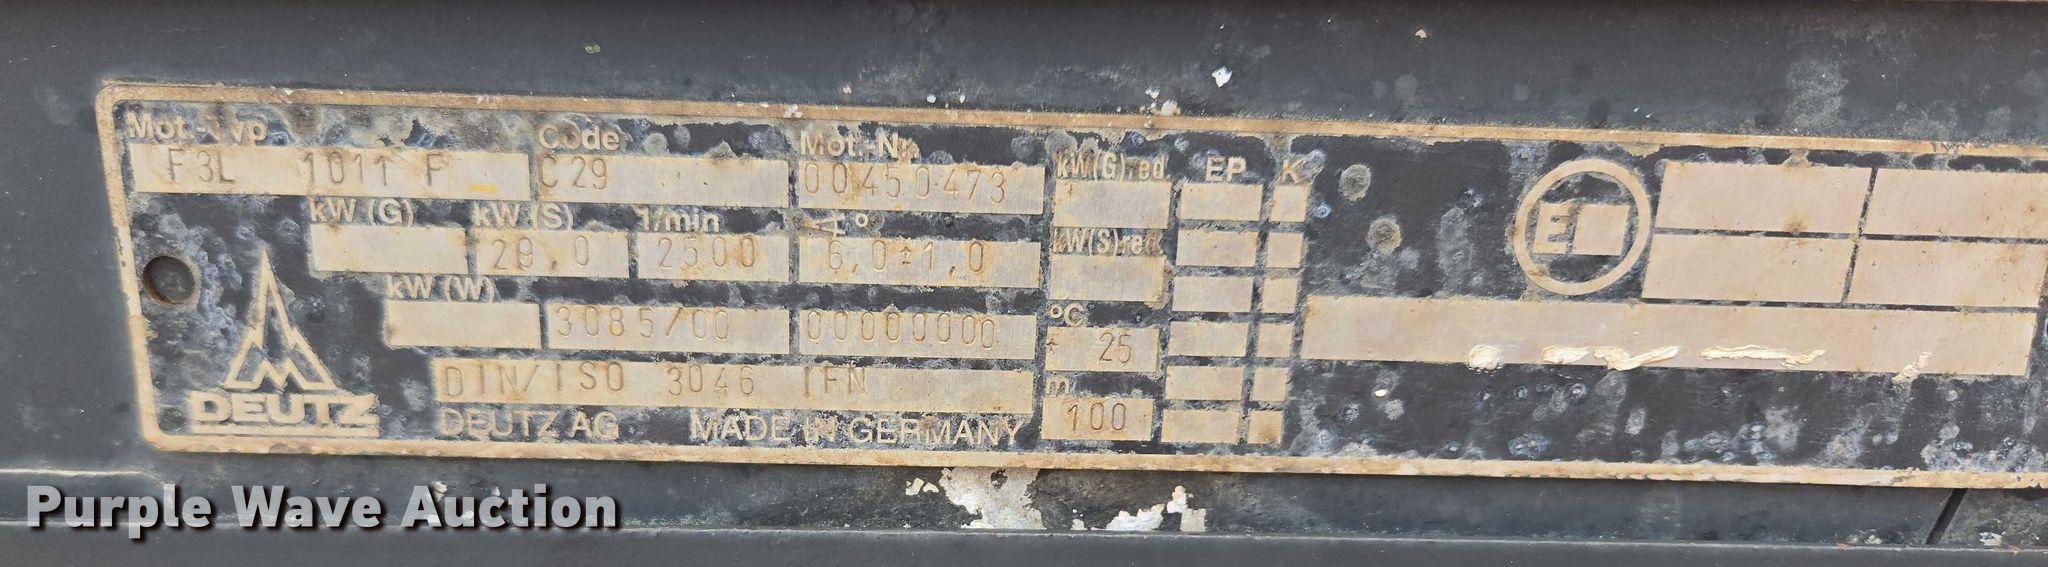 Mot.-Typ Code Mot.-Nr.
F3L 1011 F C29 00450473
kW(G).red EP K
kW(G) kW(S) 1/min A°
29,0 2500 6,0±1,0
kW(S).red
kW(W)
3085/00 00000000
°C
25
DIN/ISO 3046 IFN
m
100
E
DEUTZ
DEUTZ AG MADE IN GERMANY
Purple Wave Auction